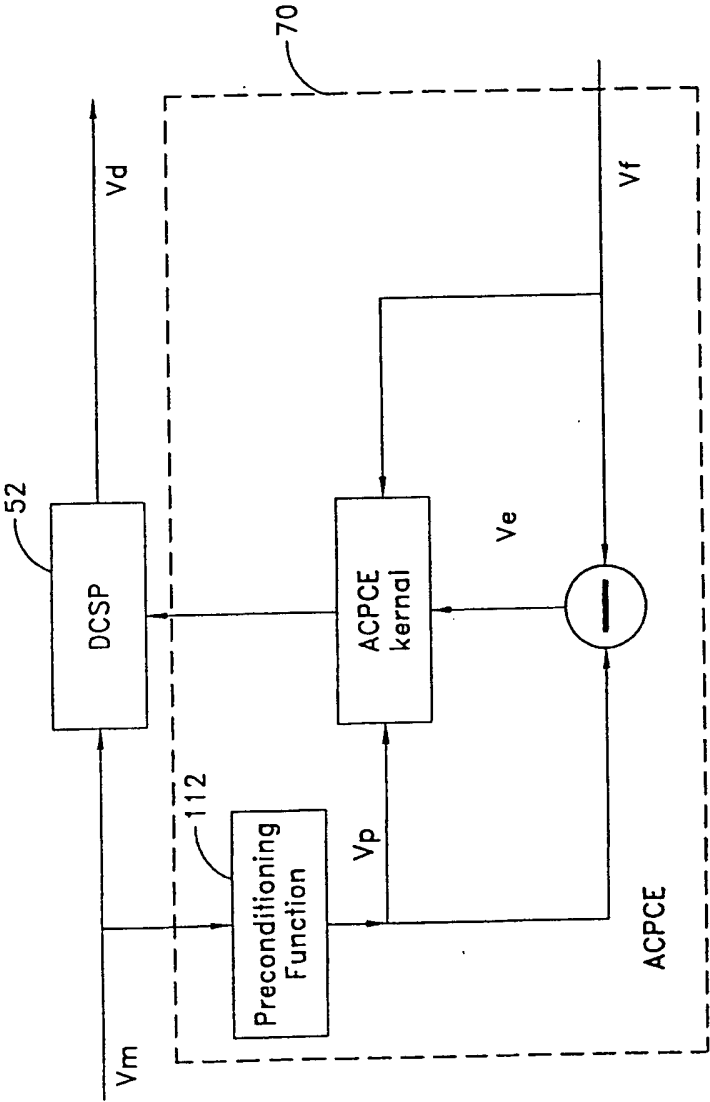 Vm
52
DCSP
Vd
70
112
Preconditioning
Function
Vp
ACPCE
kernal
Ve
Vf
ACPCE